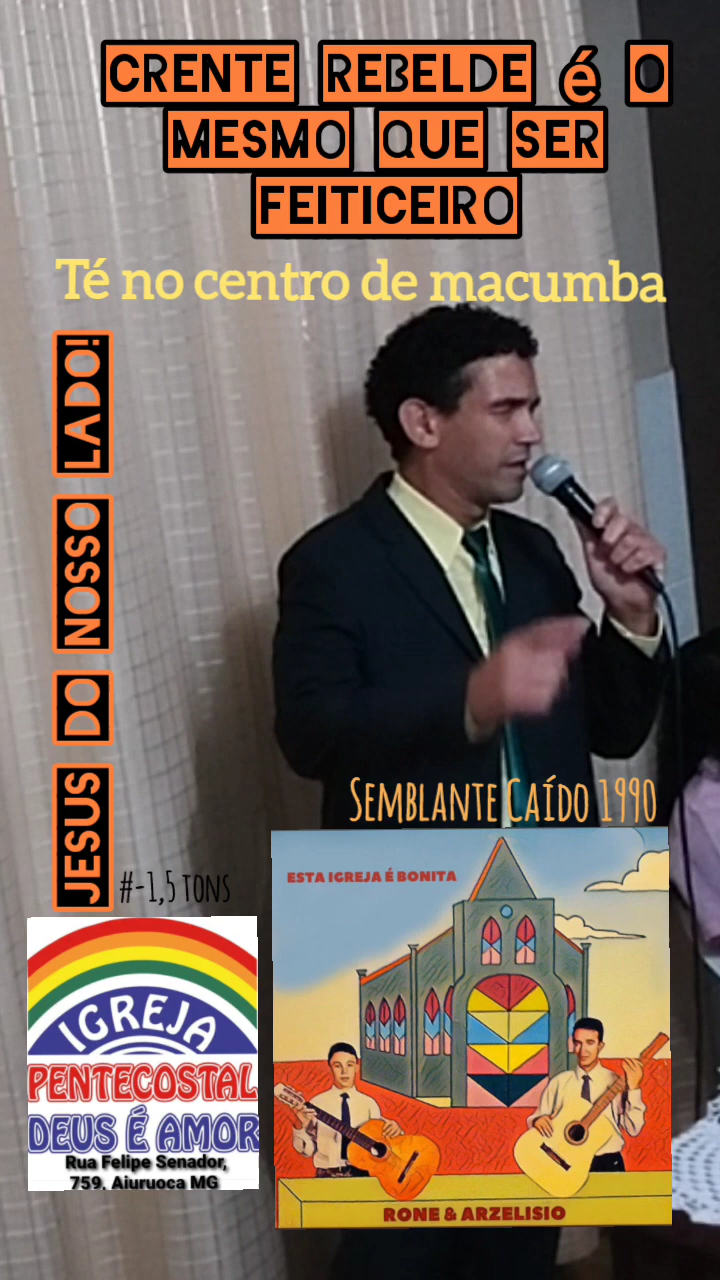 CRENTE REBELDE é O
MESMO QUE SER
FEITICEIRO
Té no centro de macumba
JESUS DO NOSSO LADO!
Semblante Caído 1990
#-1,5 tons
ESTA IGREJA É BONITA
IGREJA
PENTECOSTAL
DEUS É AMOR
Rua Felipe Senador,
759, Aiuruoca MG
RONE & ARZELISIO